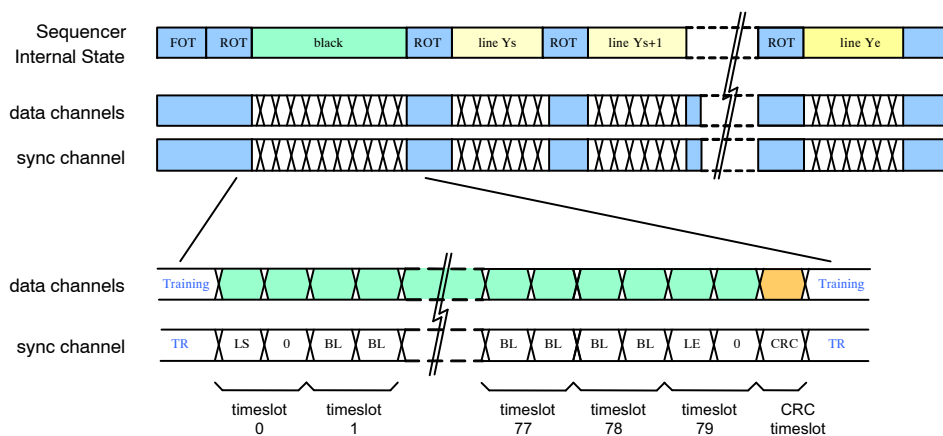 Sequencer
Internal State
FOT ROT black ROT line Ys ROT line Ys+1 ROT line Ye
data channels
sync channel
data channels Training Training
sync channel TR LS 0 BL BL BL BL BL BL LE 0 CRC TR
timeslot timeslot timeslot timeslot timeslot CRC
0 1 77 78 79 timeslot